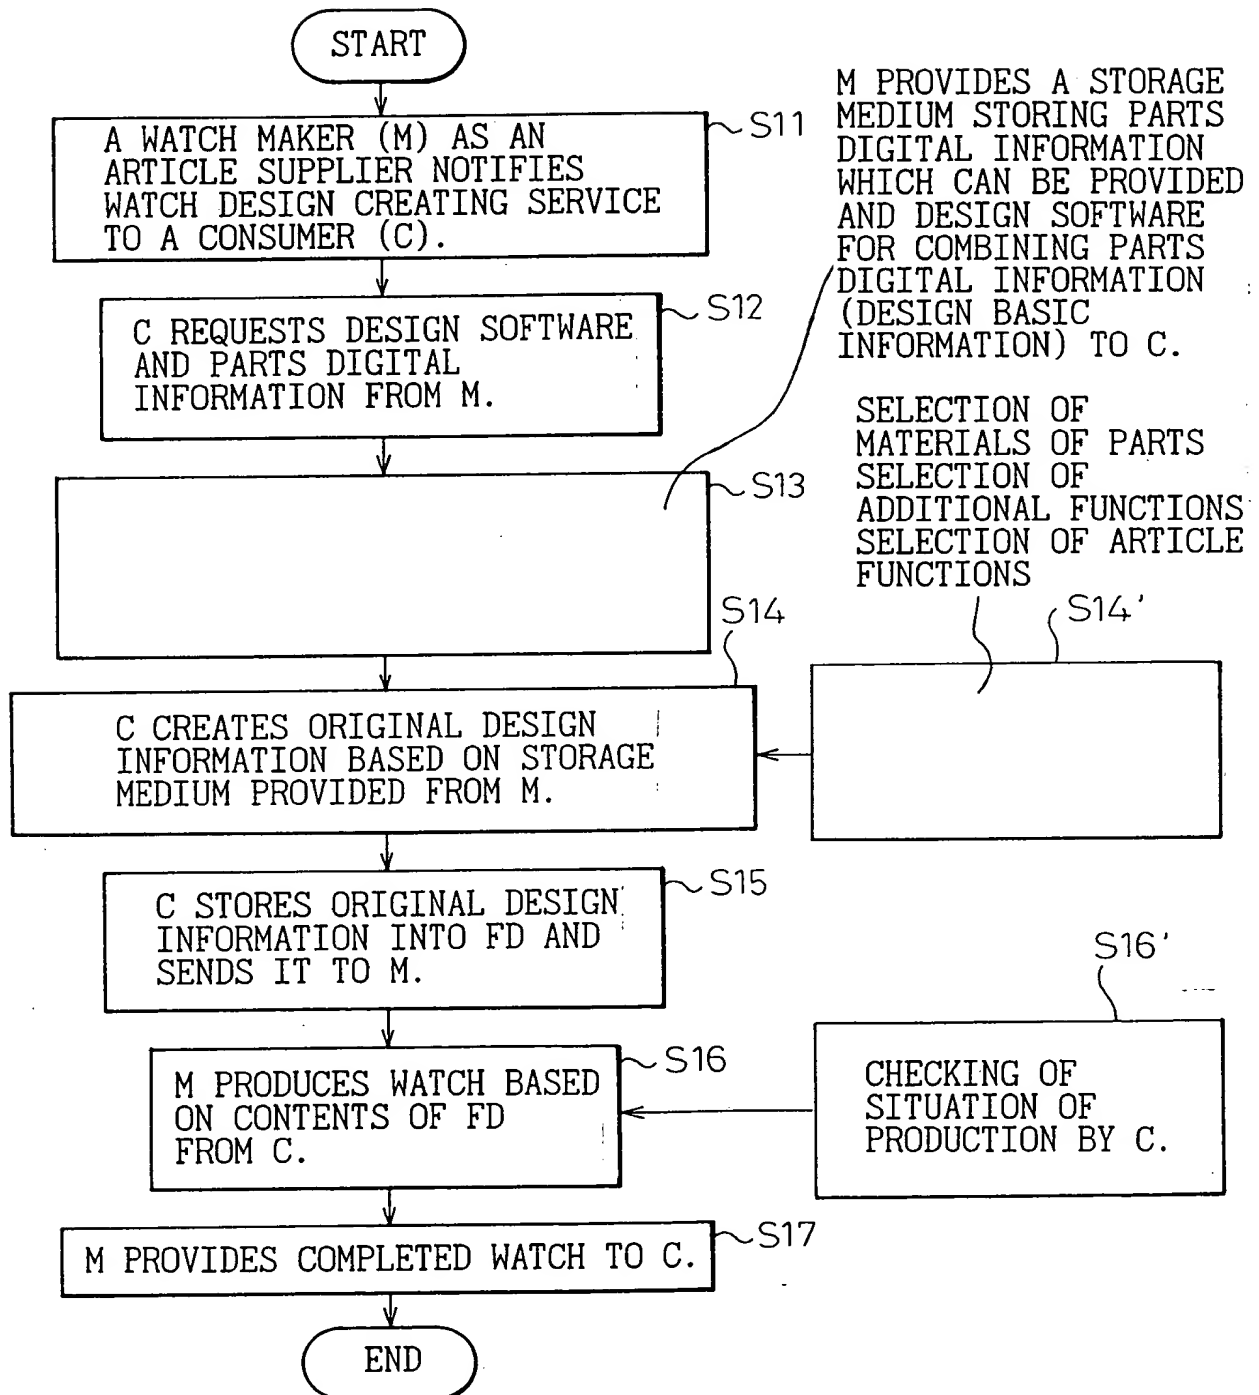 START
A WATCH MAKER (M) AS AN
ARTICLE SUPPLIER NOTIFIES
WATCH DESIGN CREATING SERVICE
TO A CONSUMER (C).
S11
C REQUESTS DESIGN SOFTWARE
AND PARTS DIGITAL
INFORMATION FROM M.
S12
M PROVIDES A STORAGE
MEDIUM STORING PARTS
DIGITAL INFORMATION
WHICH CAN BE PROVIDED
AND DESIGN SOFTWARE
FOR COMBINING PARTS
DIGITAL INFORMATION
(DESIGN BASIC
INFORMATION) TO C.
S13
SELECTION OF
MATERIALS OF PARTS
SELECTION OF
ADDITIONAL FUNCTIONS
SELECTION OF ARTICLE
FUNCTIONS
S14
S14'
C CREATES ORIGINAL DESIGN
INFORMATION BASED ON STORAGE
MEDIUM PROVIDED FROM M.
S15
C STORES ORIGINAL DESIGN
INFORMATION INTO FD AND
SENDS IT TO M.
S16
M PRODUCES WATCH BASED
ON CONTENTS OF FD
FROM C.
S16'
CHECKING OF
SITUATION OF
PRODUCTION BY C.
S17
M PROVIDES COMPLETED WATCH TO C.
END